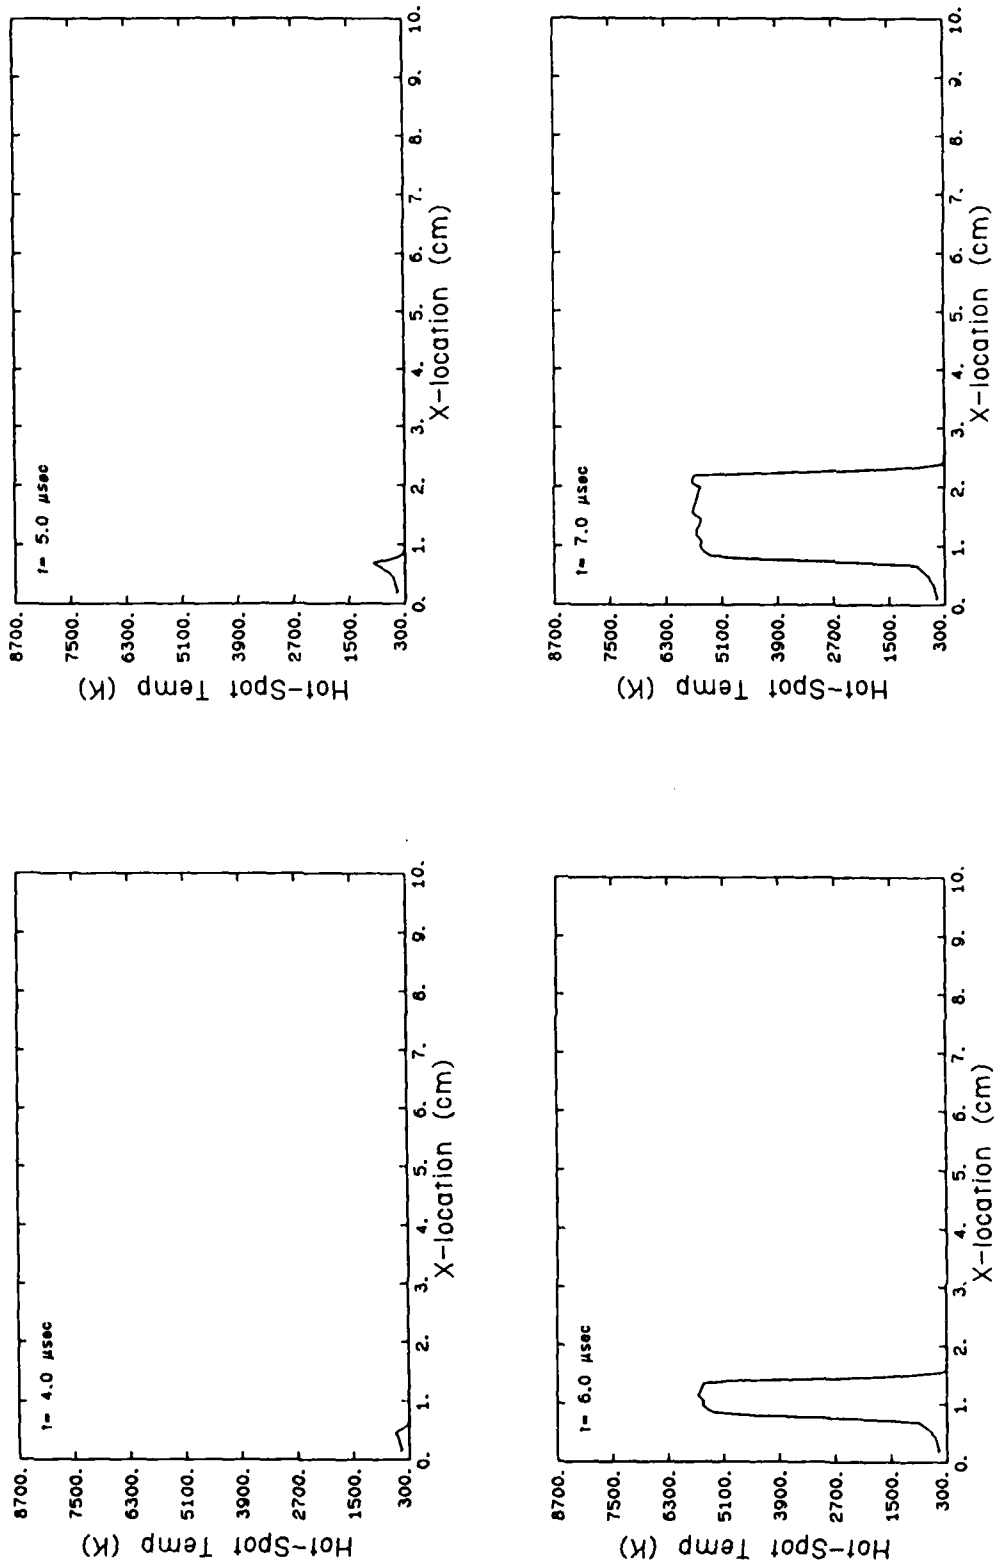 t= 4.0 μsec
Hot-Spot Temp (K)
8700.
7500.
6300.
5100.
3900.
2700.
1500.
300.
0. 1. 2. 3. 4. 5. 6. 7. 8. 9. 10.
X-location (cm)
t= 5.0 μsec
Hot-Spot Temp (K)
8700.
7500.
6300.
5100.
3900.
2700.
1500.
300.
0. 1. 2. 3. 4. 5. 6. 7. 8. 9. 10.
X-location (cm)
t= 6.0 μsec
Hot-Spot Temp (K)
8700.
7500.
6300.
5100.
3900.
2700.
1500.
300.
0. 1. 2. 3. 4. 5. 6. 7. 8. 9. 10.
X-location (cm)
t= 7.0 μsec
Hot-Spot Temp (K)
8700.
7500.
6300.
5100.
3900.
2700.
1500.
300.
0. 1. 2. 3. 4. 5. 6. 7. 8. 9. 10.
X-location (cm)